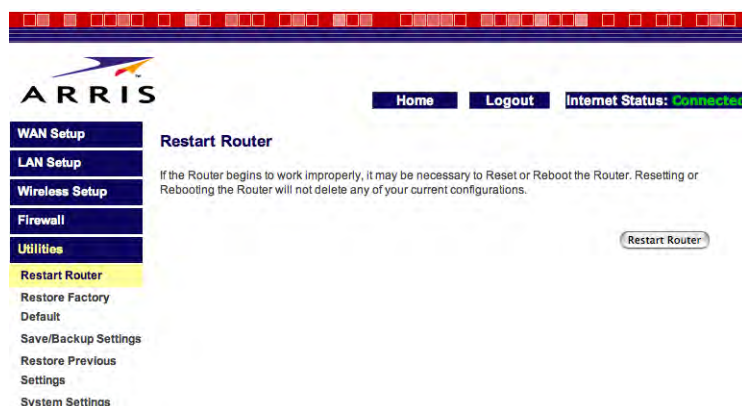 ARRIS
Home Logout Internet Status: Connected
WAN Setup
LAN Setup
Wireless Setup
Firewall
Utilities
Restart Router
Restore Factory
Default
Save/Backup Settings
Restore Previous
Settings
System Settings
Restart Router
If the Router begins to work improperly, it may be necessary to Reset or Reboot the Router. Resetting or
Rebooting the Router will not delete any of your current configurations.
Restart Router